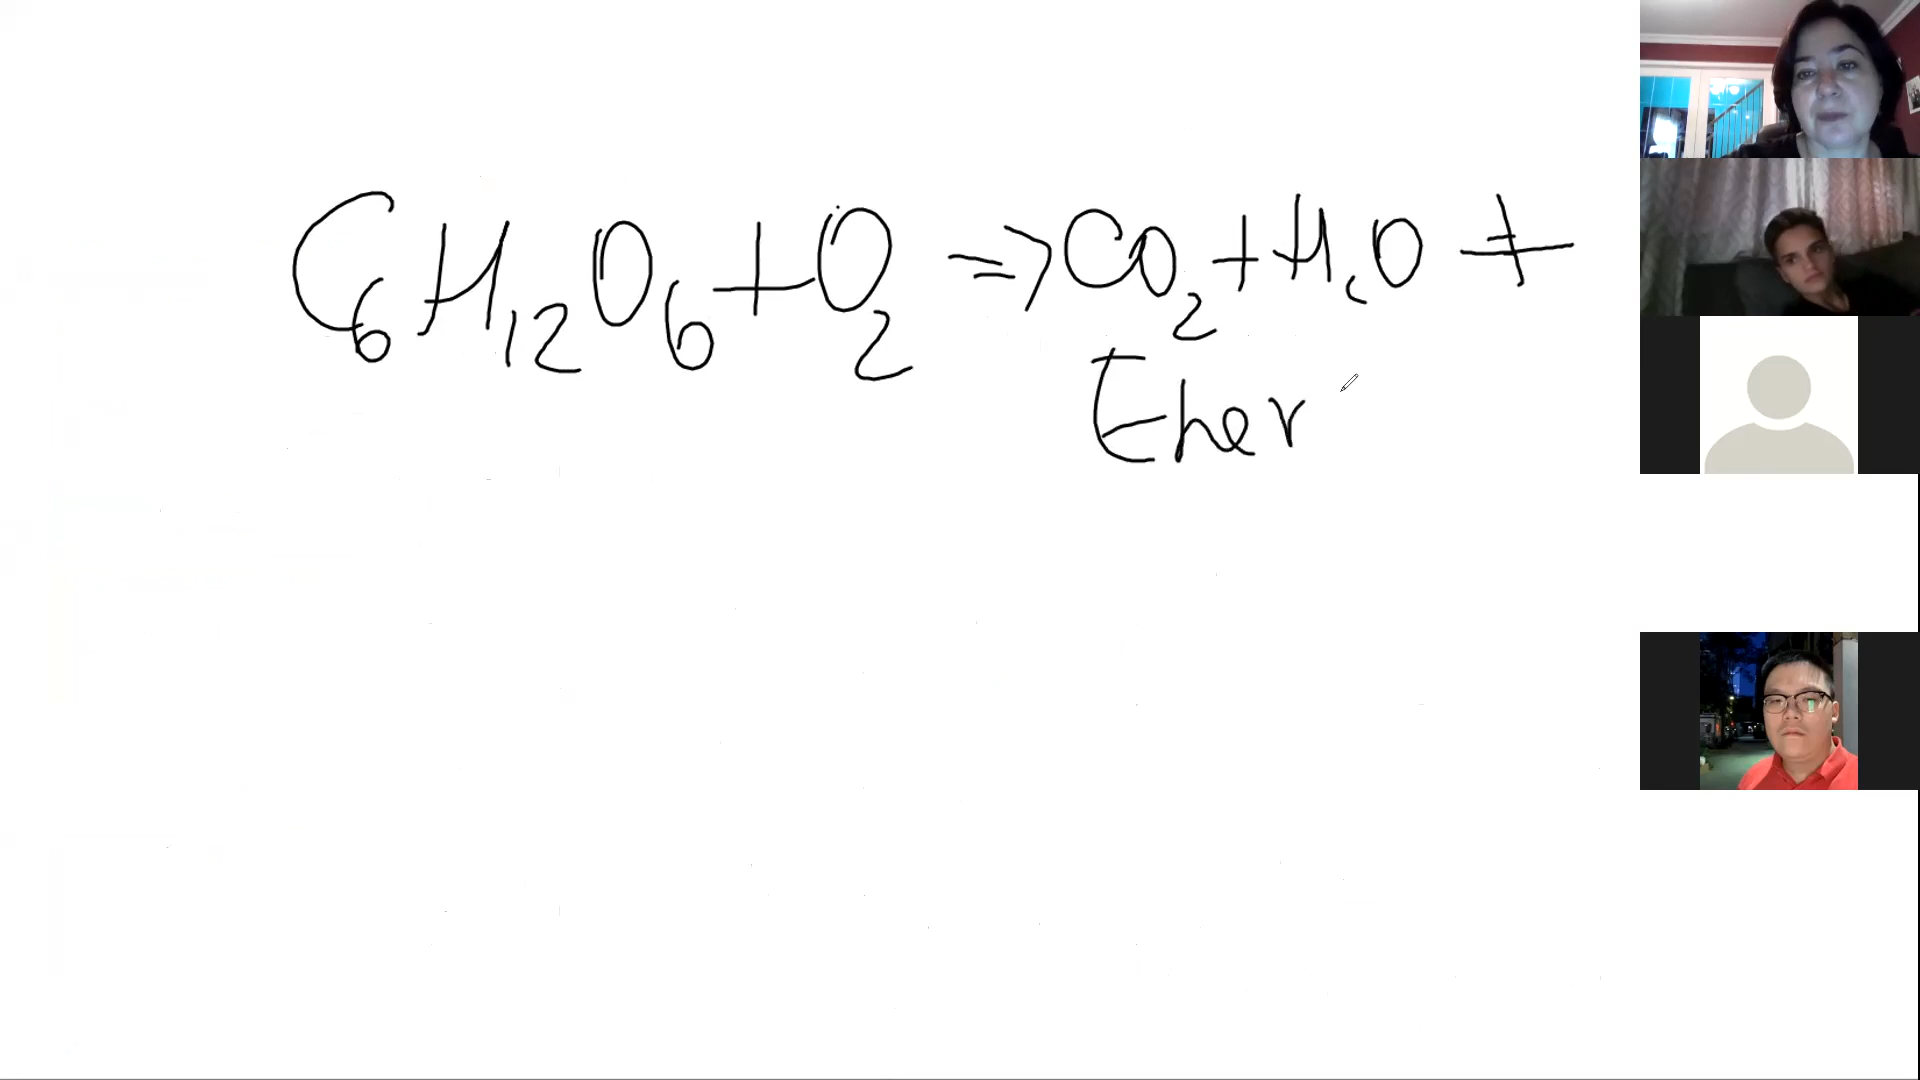 C₆H₁₂O₆ + O₂ ⇒ CO₂ + H₂O +
Ener